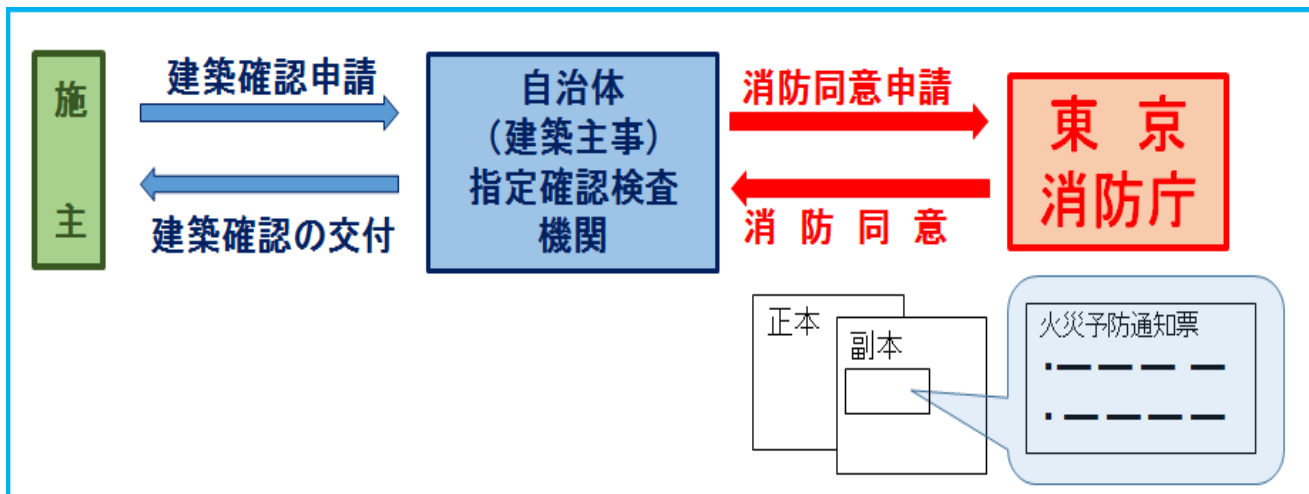 施主
建築確認申請
建築確認の交付
自治体
（建築主事）
指定確認検査
機関
消防同意申請
消防同意
東京
消防庁
正本
副本
火災予防通知票